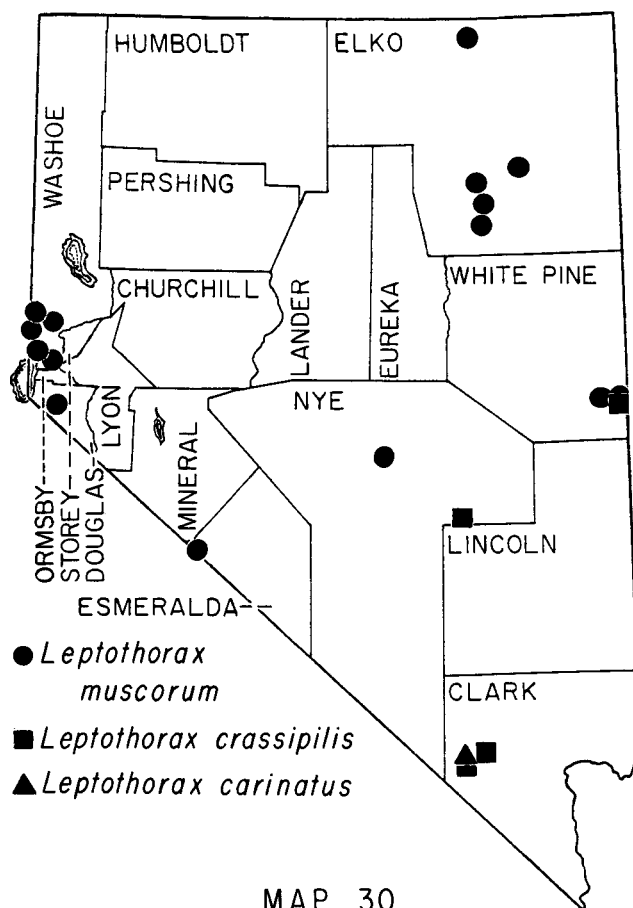 HUMBOLDT
ELKO
WASHOE
PERSHING
CHURCHILL
LANDER
EUREKA
WHITE PINE
LYON
NYE
MINERAL
ORMSBY
STOREY
DOUGLAS
LINCOLN
ESMERALDA
CLARK
Leptothorax
muscorum
Leptothorax crassipilis
Leptothorax carinatus
MAP 30